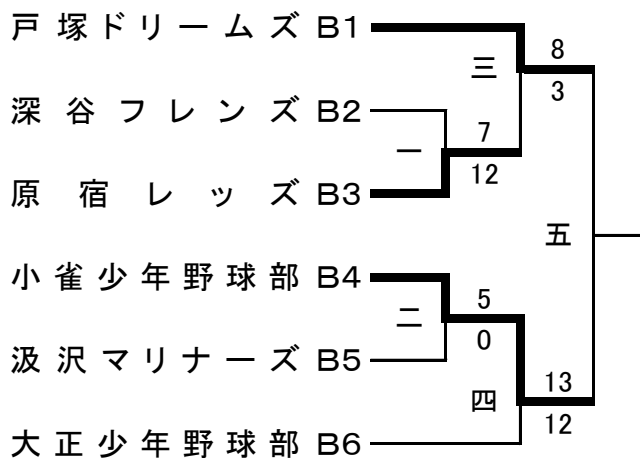 戸塚ドリームズ B1
三
8
3
深谷フレンズ B2
一
7
12
原宿レッズ B3
五
小雀少年野球部 B4
二
5
0
汲沢マリナーズ B5
四
13
12
大正少年野球部 B6